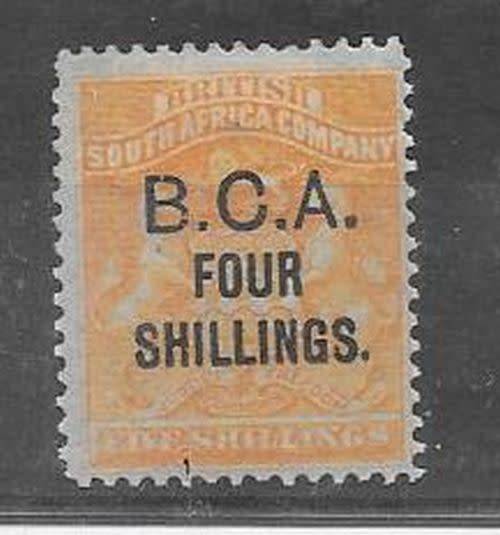 BRITISH
SOUTH AFRICA COMPANY
B.C.A.
FOUR
SHILLINGS.
FIVE SHILLINGS